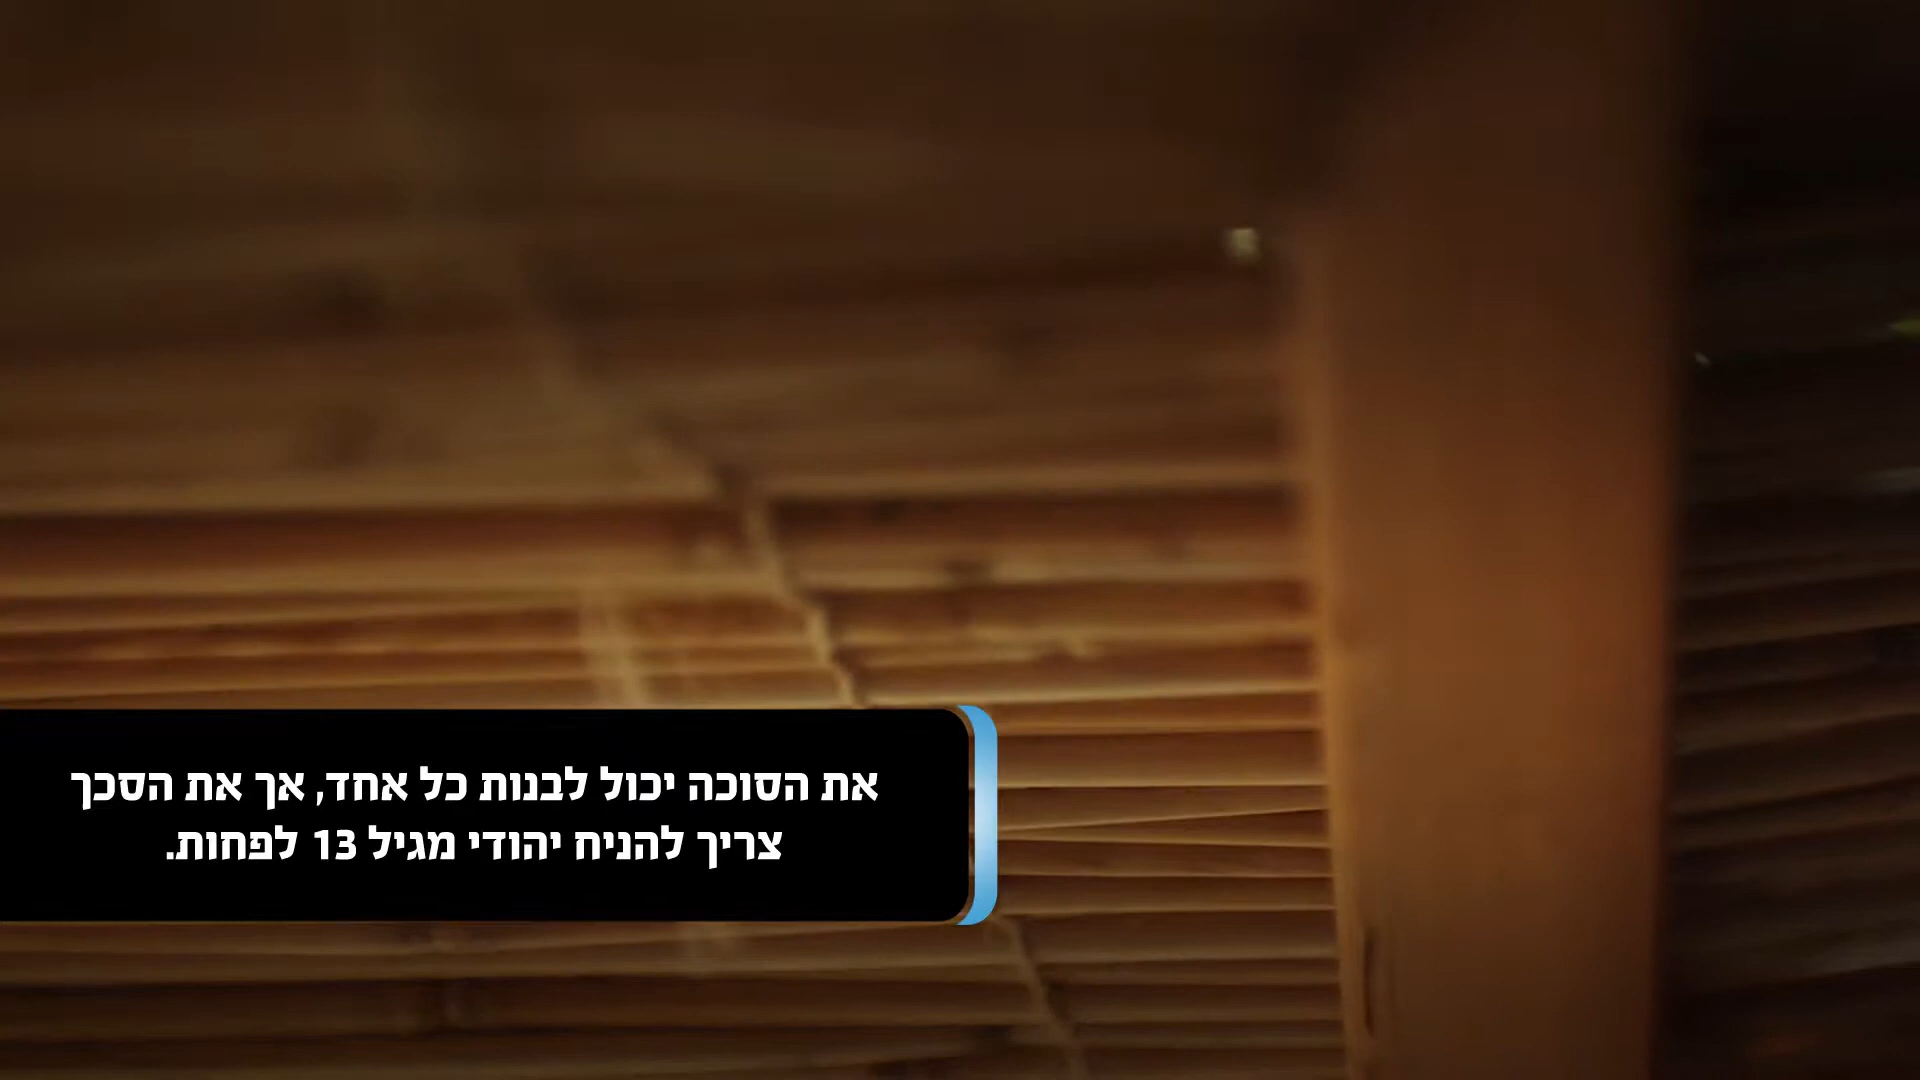 את הסוכה יכול לבנות כל אחד, אך את הסכך
צריך להניח יהודי מגיל 13 לפחות.